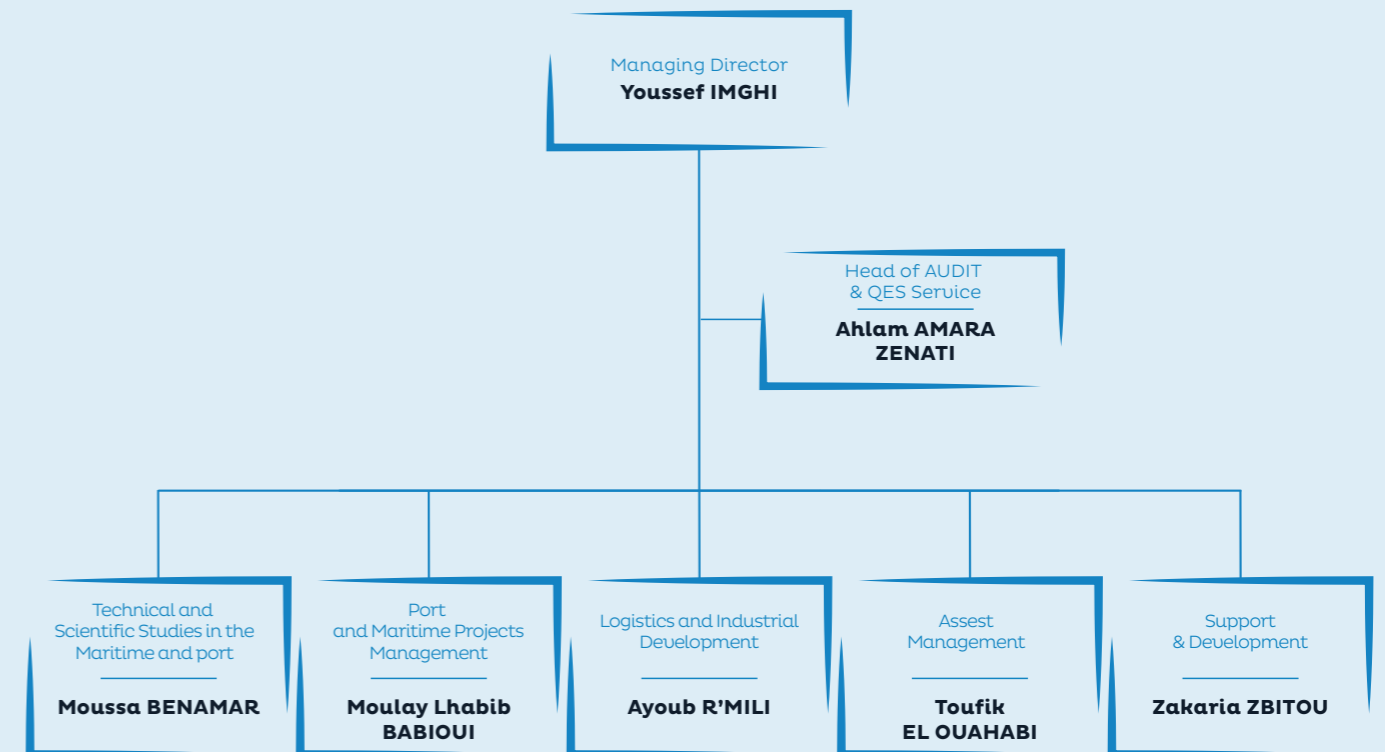 Managing Director
Youssef IMGHI
Head of AUDIT
& QES Service
Ahlam AMARA
ZENATI
Technical and
Scientific Studies in the
Maritime and port
Moussa BENAMAR
Port
and Maritime Projects
Management
Moulay Lhabib
BABIOUI
Logistics and Industrial
Development
Ayoub R’MILI
Assest
Management
Toufik
EL OUAHABI
Support
& Development
Zakaria ZBITOU